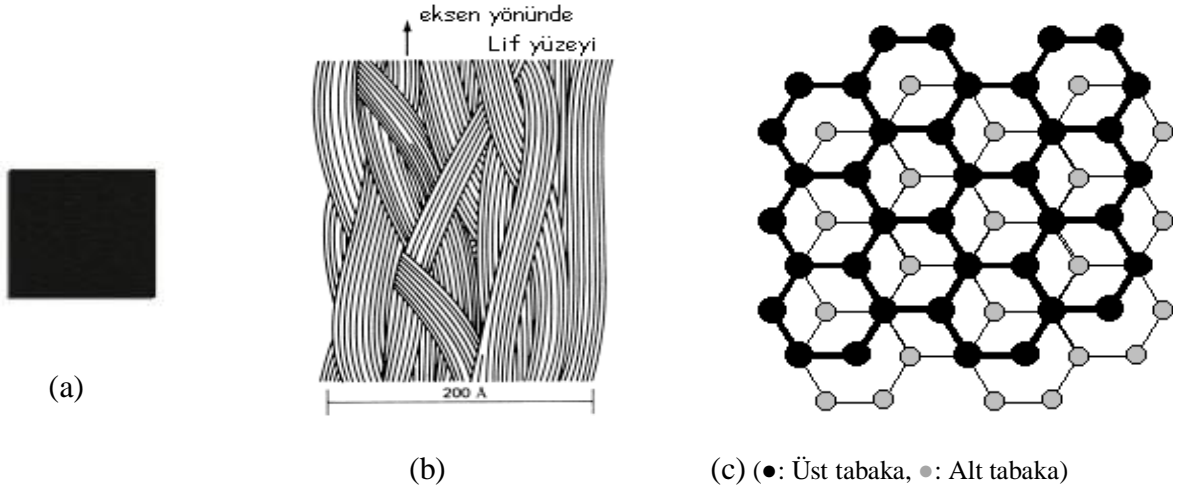 eksen yönünde
Lif yüzeyi
200 Å
(a)
(b)
(c) (●: Üst tabaka, ●: Alt tabaka)